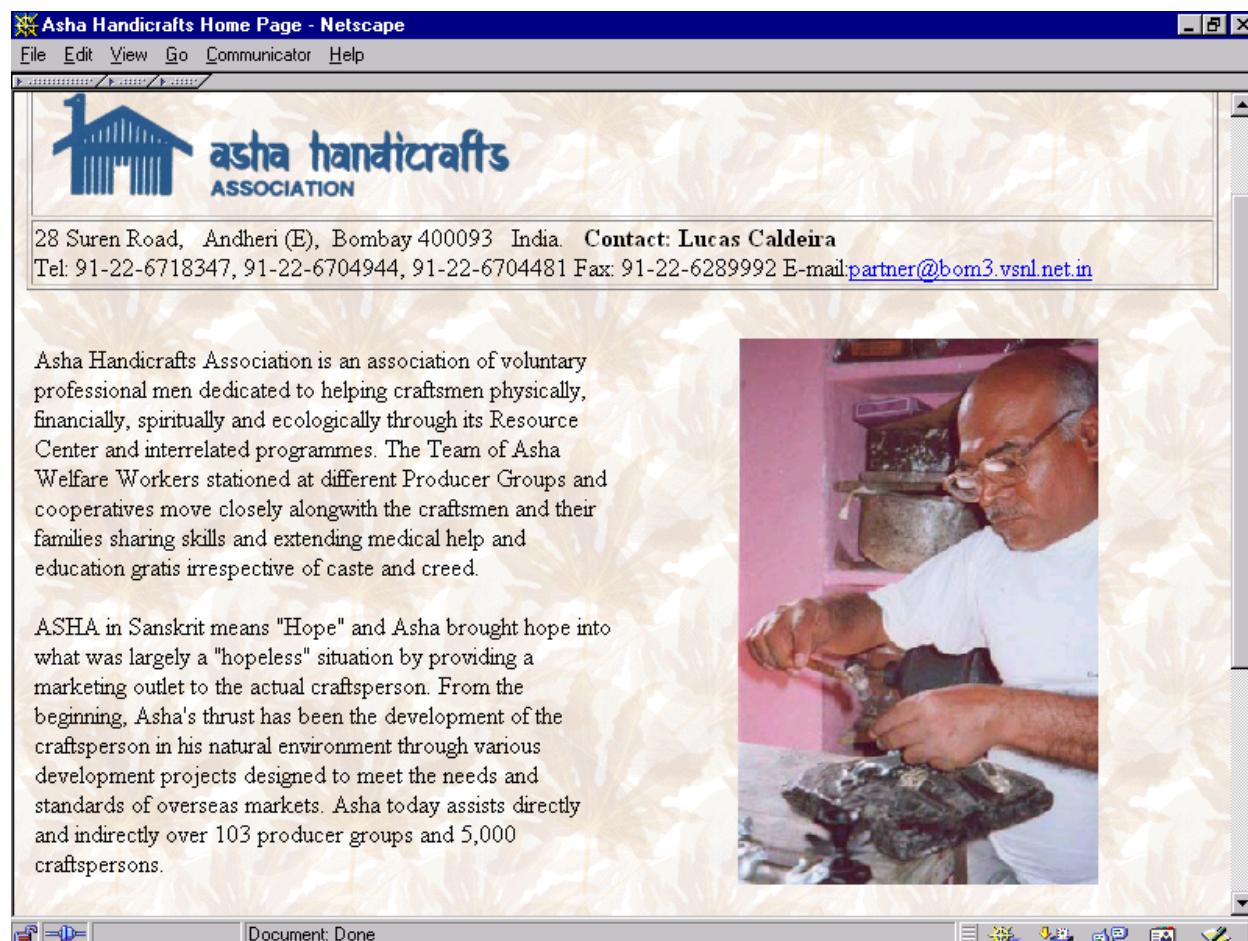 Asha Handicrafts Home Page - Netscape
File Edit View Go Communicator Help
asha handicrafts
ASSOCIATION
28 Suren Road, Andheri (E), Bombay 400093 India. Contact: Lucas Caldeira
Tel: 91-22-6718347, 91-22-6704944, 91-22-6704481 Fax: 91-22-6289992 E-mail:partner@bom3.vsnl.net.in
Asha Handicrafts Association is an association of voluntary
professional men dedicated to helping craftsmen physically,
financially, spiritually and ecologically through its Resource
Center and interrelated programmes. The Team of Asha
Welfare Workers stationed at different Producer Groups and
cooperatives move closely alongwith the craftsmen and their
families sharing skills and extending medical help and
education gratis irrespective of caste and creed.
ASHA in Sanskrit means "Hope" and Asha brought hope into
what was largely a "hopeless" situation by providing a
marketing outlet to the actual craftsperson. From the
beginning, Asha's thrust has been the development of the
craftsperson in his natural environment through various
development projects designed to meet the needs and
standards of overseas markets. Asha today assists directly
and indirectly over 103 producer groups and 5,000
craftspersons.
Document: Done